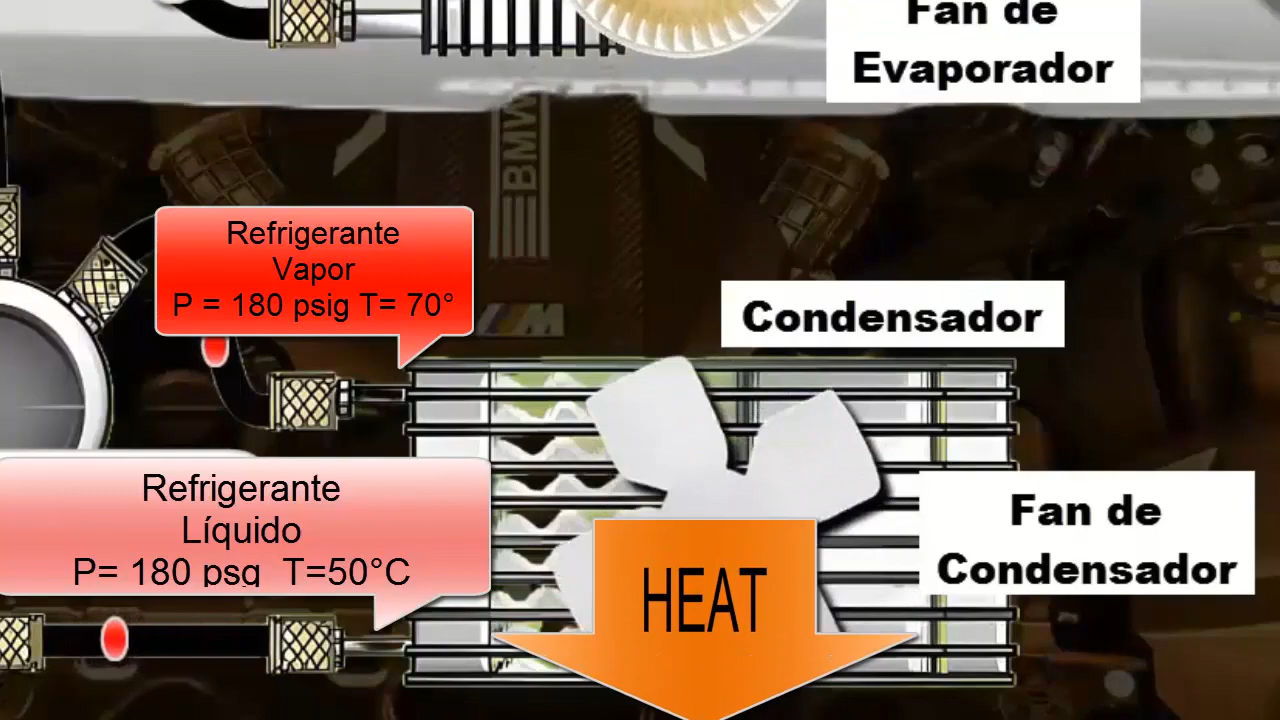 Fan de
Evaporador
BMW
Refrigerante
Vapor
P = 180 psig T= 70°
M
Condensador
Refrigerante
Líquido
P= 180 psg T=50°C
Fan de
Condensador
HEAT